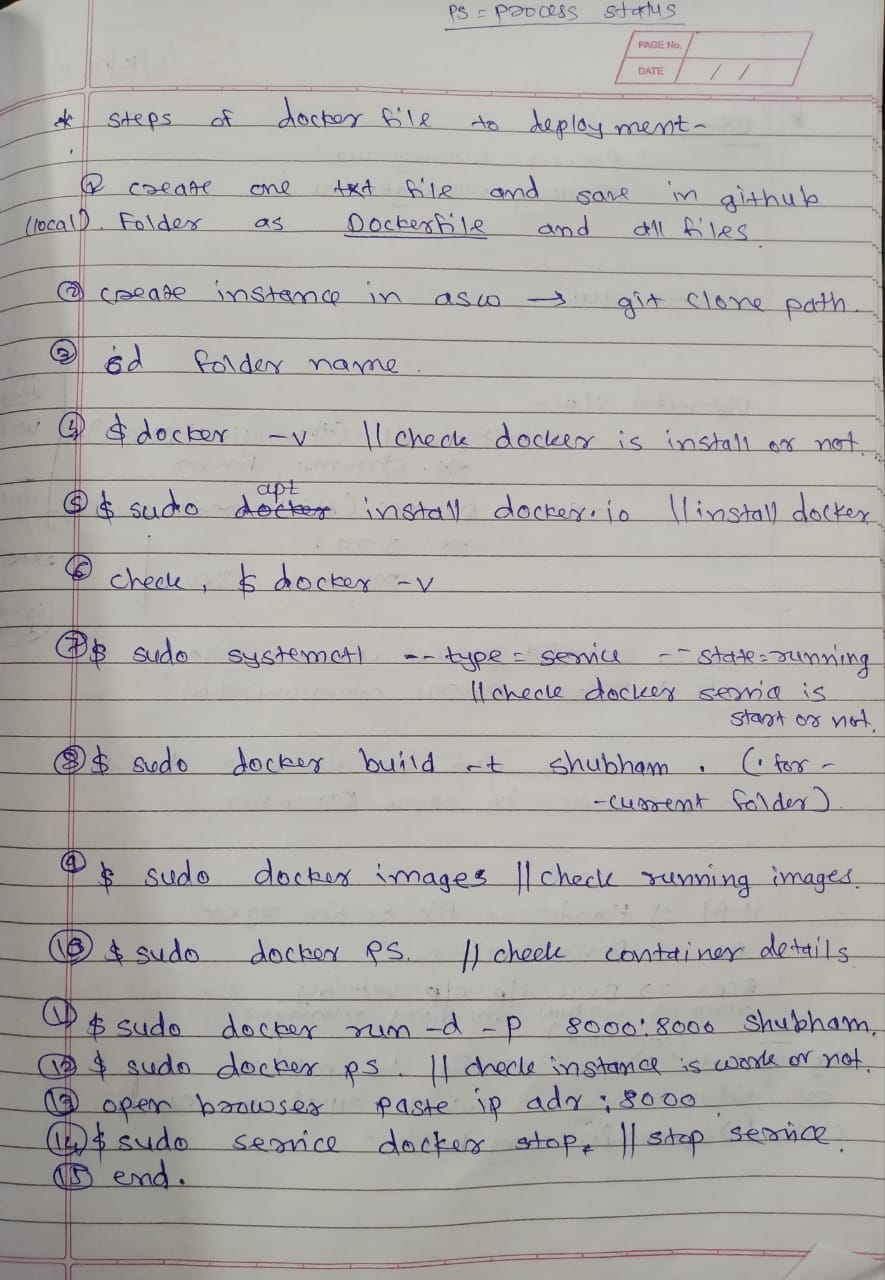 PS = process status
PAGE No.
DATE / /
* steps of docker file to deployment-
① create one txt file and save in github
(local). Folder as Dockerfile and all files.
② create instance in asw → git clone path.
③ cd folder name.
④ $ docker -v || check docker is install or not.
⑤ $ sudo docker apt install docker.io || install docker
⑥ check, $ docker -v
⑦ $ sudo systemctl --type = service -- state=running
|| check docker servic is
start or not.
⑧ $ sudo docker build -t shubham . (. for -
-current folder)
⑨ $ sudo docker images || check running images.
⑩ $ sudo docker ps. || check container details
⑪ $ sudo docker run -d -p 8000:8000 shubham.
⑫ $ sudo docker ps. || check instance is work or not.
⑬ open browser paste ip adr : 8000
⑭ $ sudo service docker stop. || stop service.
⑮ end.